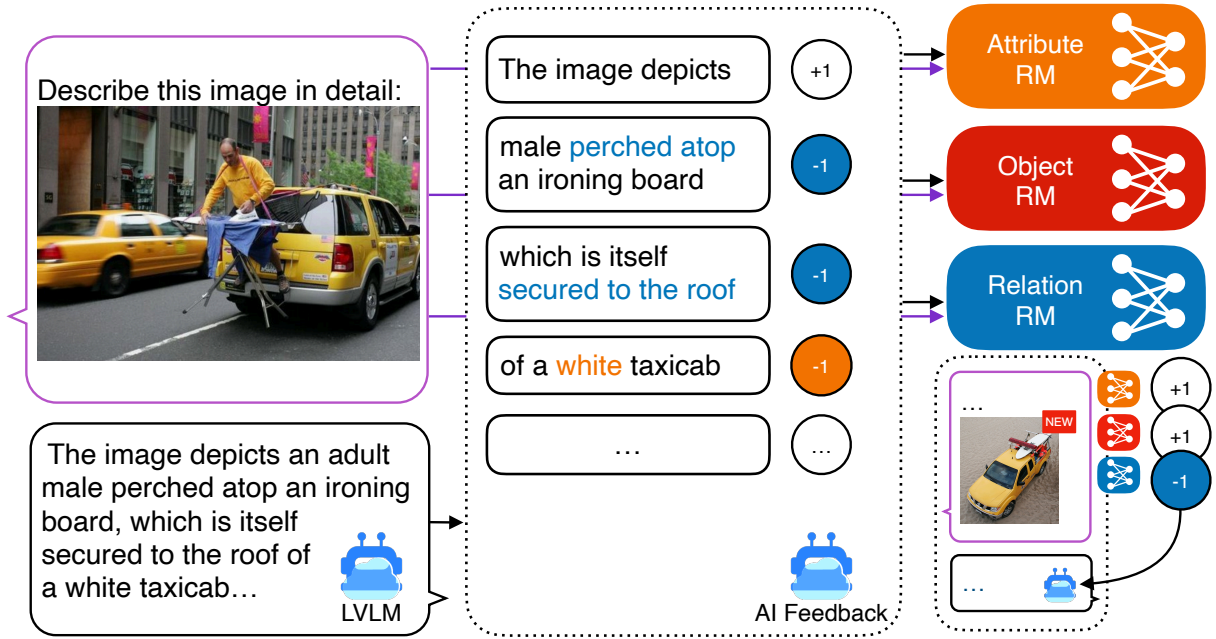 Describe this image in detail:
The image depicts an adult
male perched atop an ironing
board, which is itself
secured to the roof of
a white taxicab…
LVLM
The image depicts
+1
male perched atop
an ironing board
-1
which is itself
secured to the roof
-1
of a white taxicab
-1
…
…
AI Feedback
Attribute
RM
Object
RM
Relation
RM
…
NEW
+1
+1
-1
…